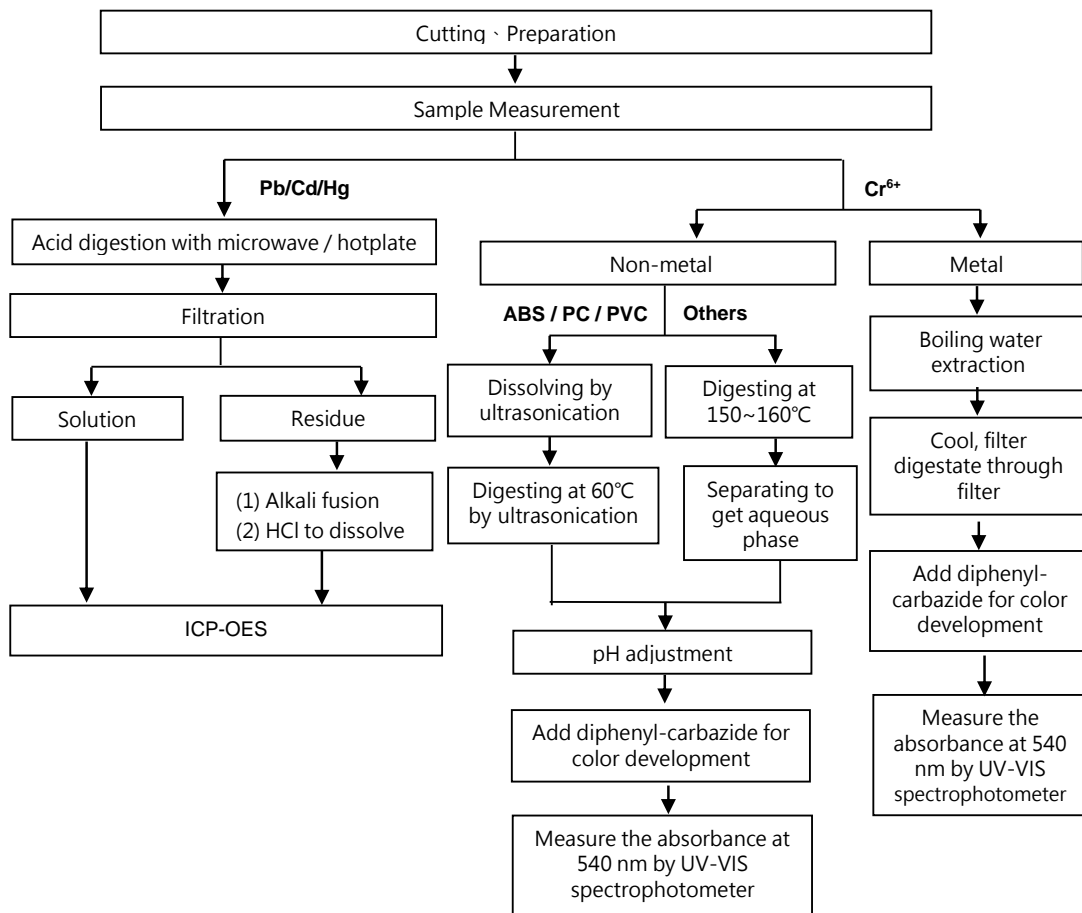 Cutting、Preparation
Sample Measurement
Pb/Cd/Hg
Cr6+
Acid digestion with microwave / hotplate
Filtration
Solution
Residue
(1) Alkali fusion
(2) HCl to dissolve
ICP-OES
Non-metal
ABS / PC / PVC
Others
Dissolving by
ultrasonication
Digesting at 60℃
by ultrasonication
Digesting at
150~160℃
Separating to
get aqueous
phase
pH adjustment
Add diphenyl-carbazide for
color development
Measure the absorbance at
540 nm by UV-VIS
spectrophotometer
Metal
Boiling water
extraction
Cool, filter
digestate through
filter
Add diphenyl-
carbazide for color
development
Measure the
absorbance at 540
nm by UV-VIS
spectrophotometer